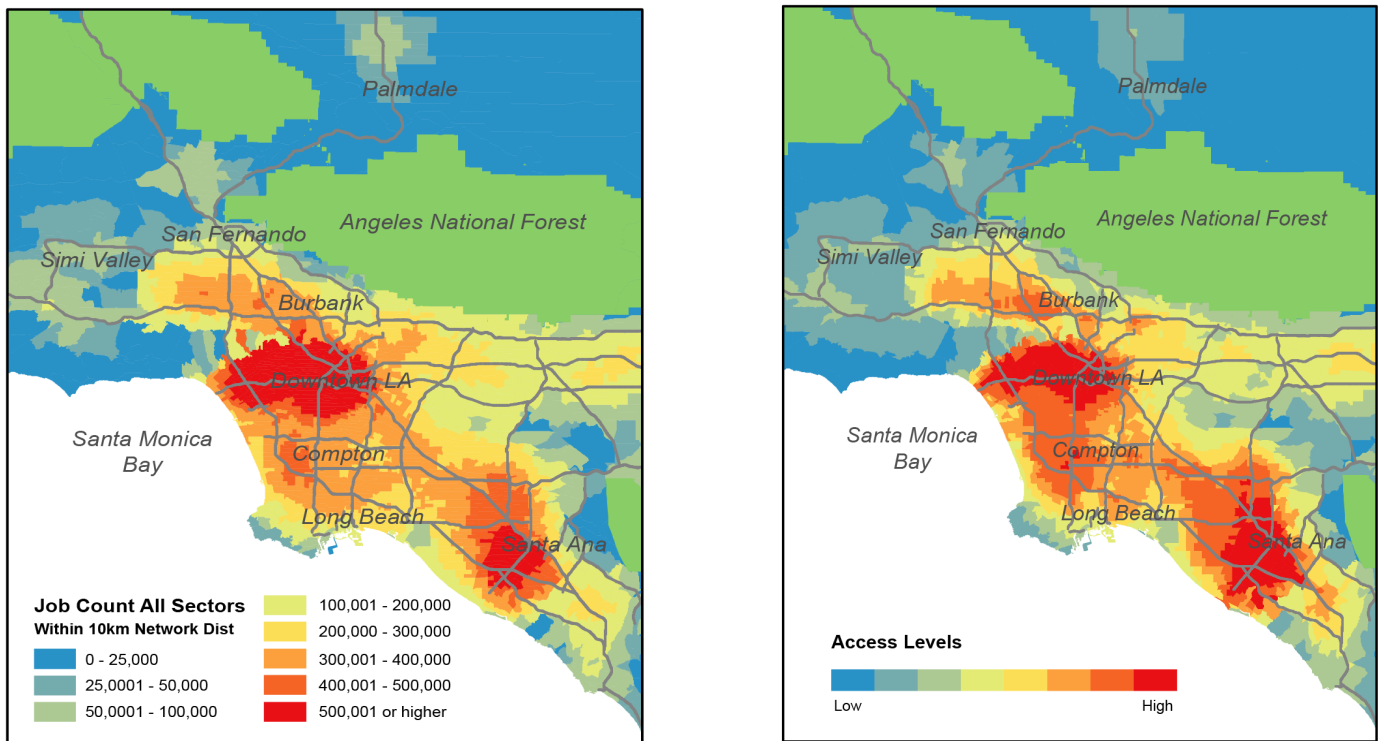 Palmdale
Angeles National Forest
San Fernando
Simi Valley
Burbank
Downtown LA
Santa Monica
Bay
Compton
Long Beach
Santa Ana
Job Count All Sectors
Within 10km Network Dist
0 - 25,000
25,0001 - 50,000
50,0001 - 100,000
100,001 - 200,000
200,000 - 300,000
300,001 - 400,000
400,001 - 500,000
500,001 or higher
Palmdale
Angeles National Forest
San Fernando
Simi Valley
Burbank
Downtown LA
Santa Monica
Bay
Compton
Long Beach
Santa Ana
Access Levels
Low
High